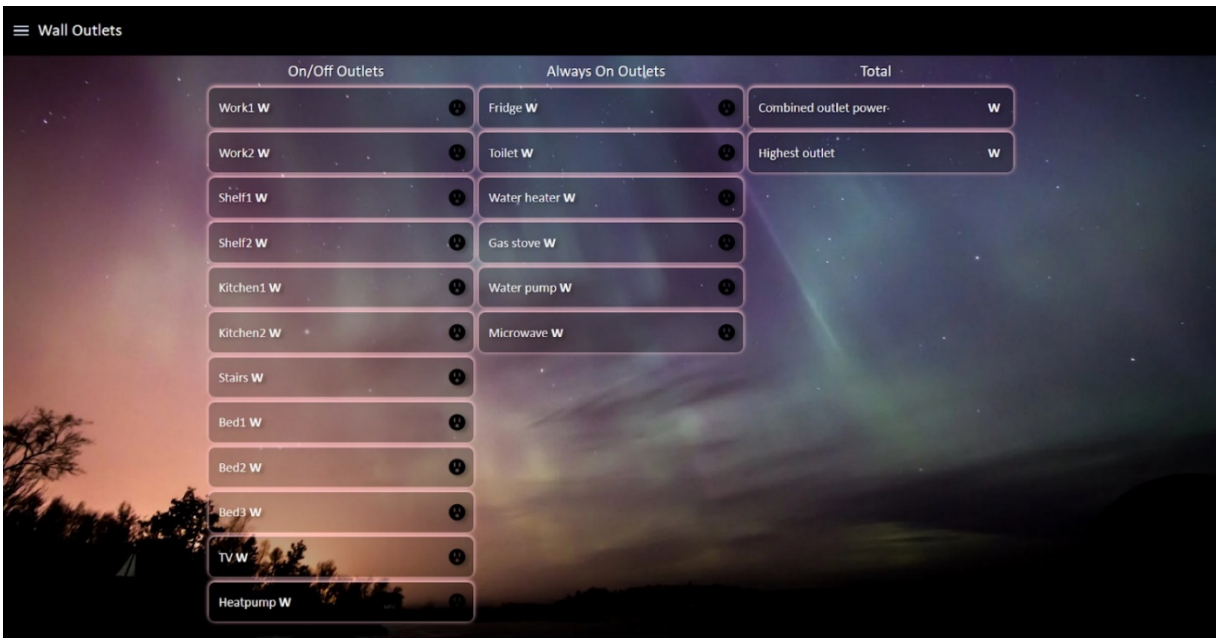 Wall Outlets
On/Off Outlets
Work1 W
Work2 W
Shelf1 W
Shelf2 W
Kitchen1 W
Kitchen2 W
Stairs W
Bed1 W
Bed2 W
Bed3 W
TV W
Heatpump W
Always On Outlets
Fridge W
Toilet W
Water heater W
Gas stove W
Water pump W
Microwave W
Total
Combined outlet power W
Highest outlet W